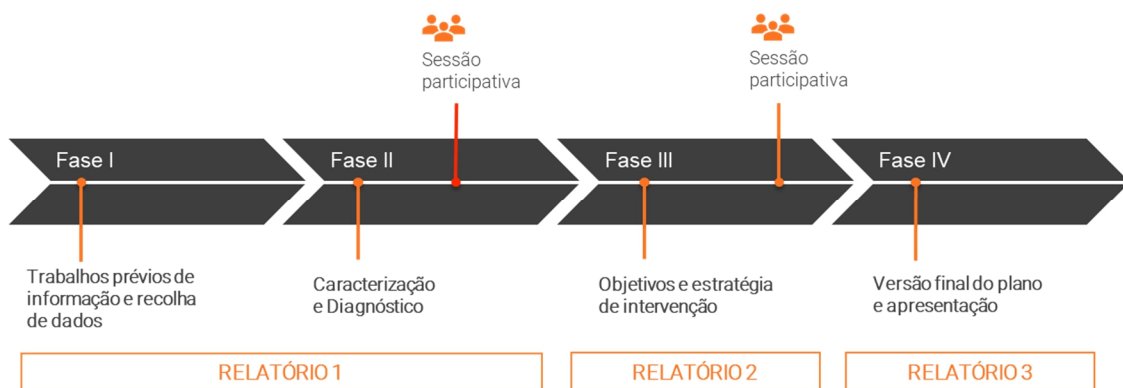 Sessão
participativa
Sessão
participativa
Fase I
Fase II
Fase III
Fase IV
Trabalhos prévios de
informação e recolha
de dados
Caracterização
e Diagnóstico
Objetivos e estratégia
de intervenção
Versão final do plano
e apresentação
RELATÓRIO 1
RELATÓRIO 2
RELATÓRIO 3